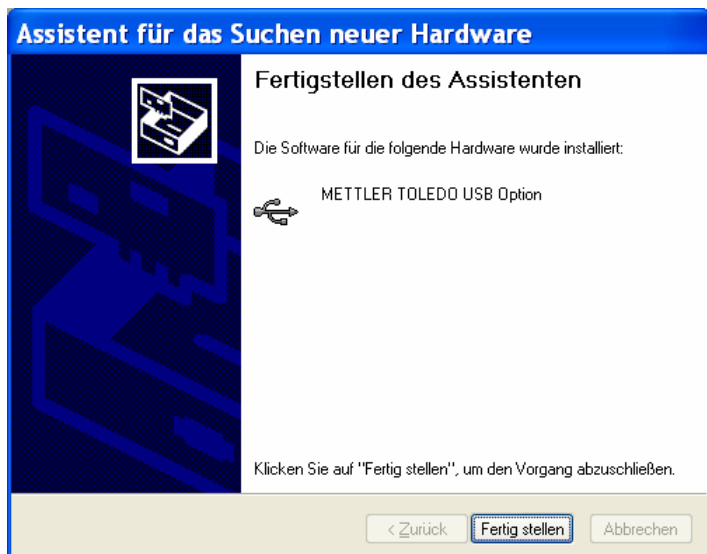 Assistent für das Suchen neuer Hardware
Fertigstellen des Assistenten
Die Software für die folgende Hardware wurde installiert:
METTLER TOLEDO USB Option
Klicken Sie auf "Fertig stellen", um den Vorgang abzuschließen.
< Zurück Fertig stellen Abbrechen